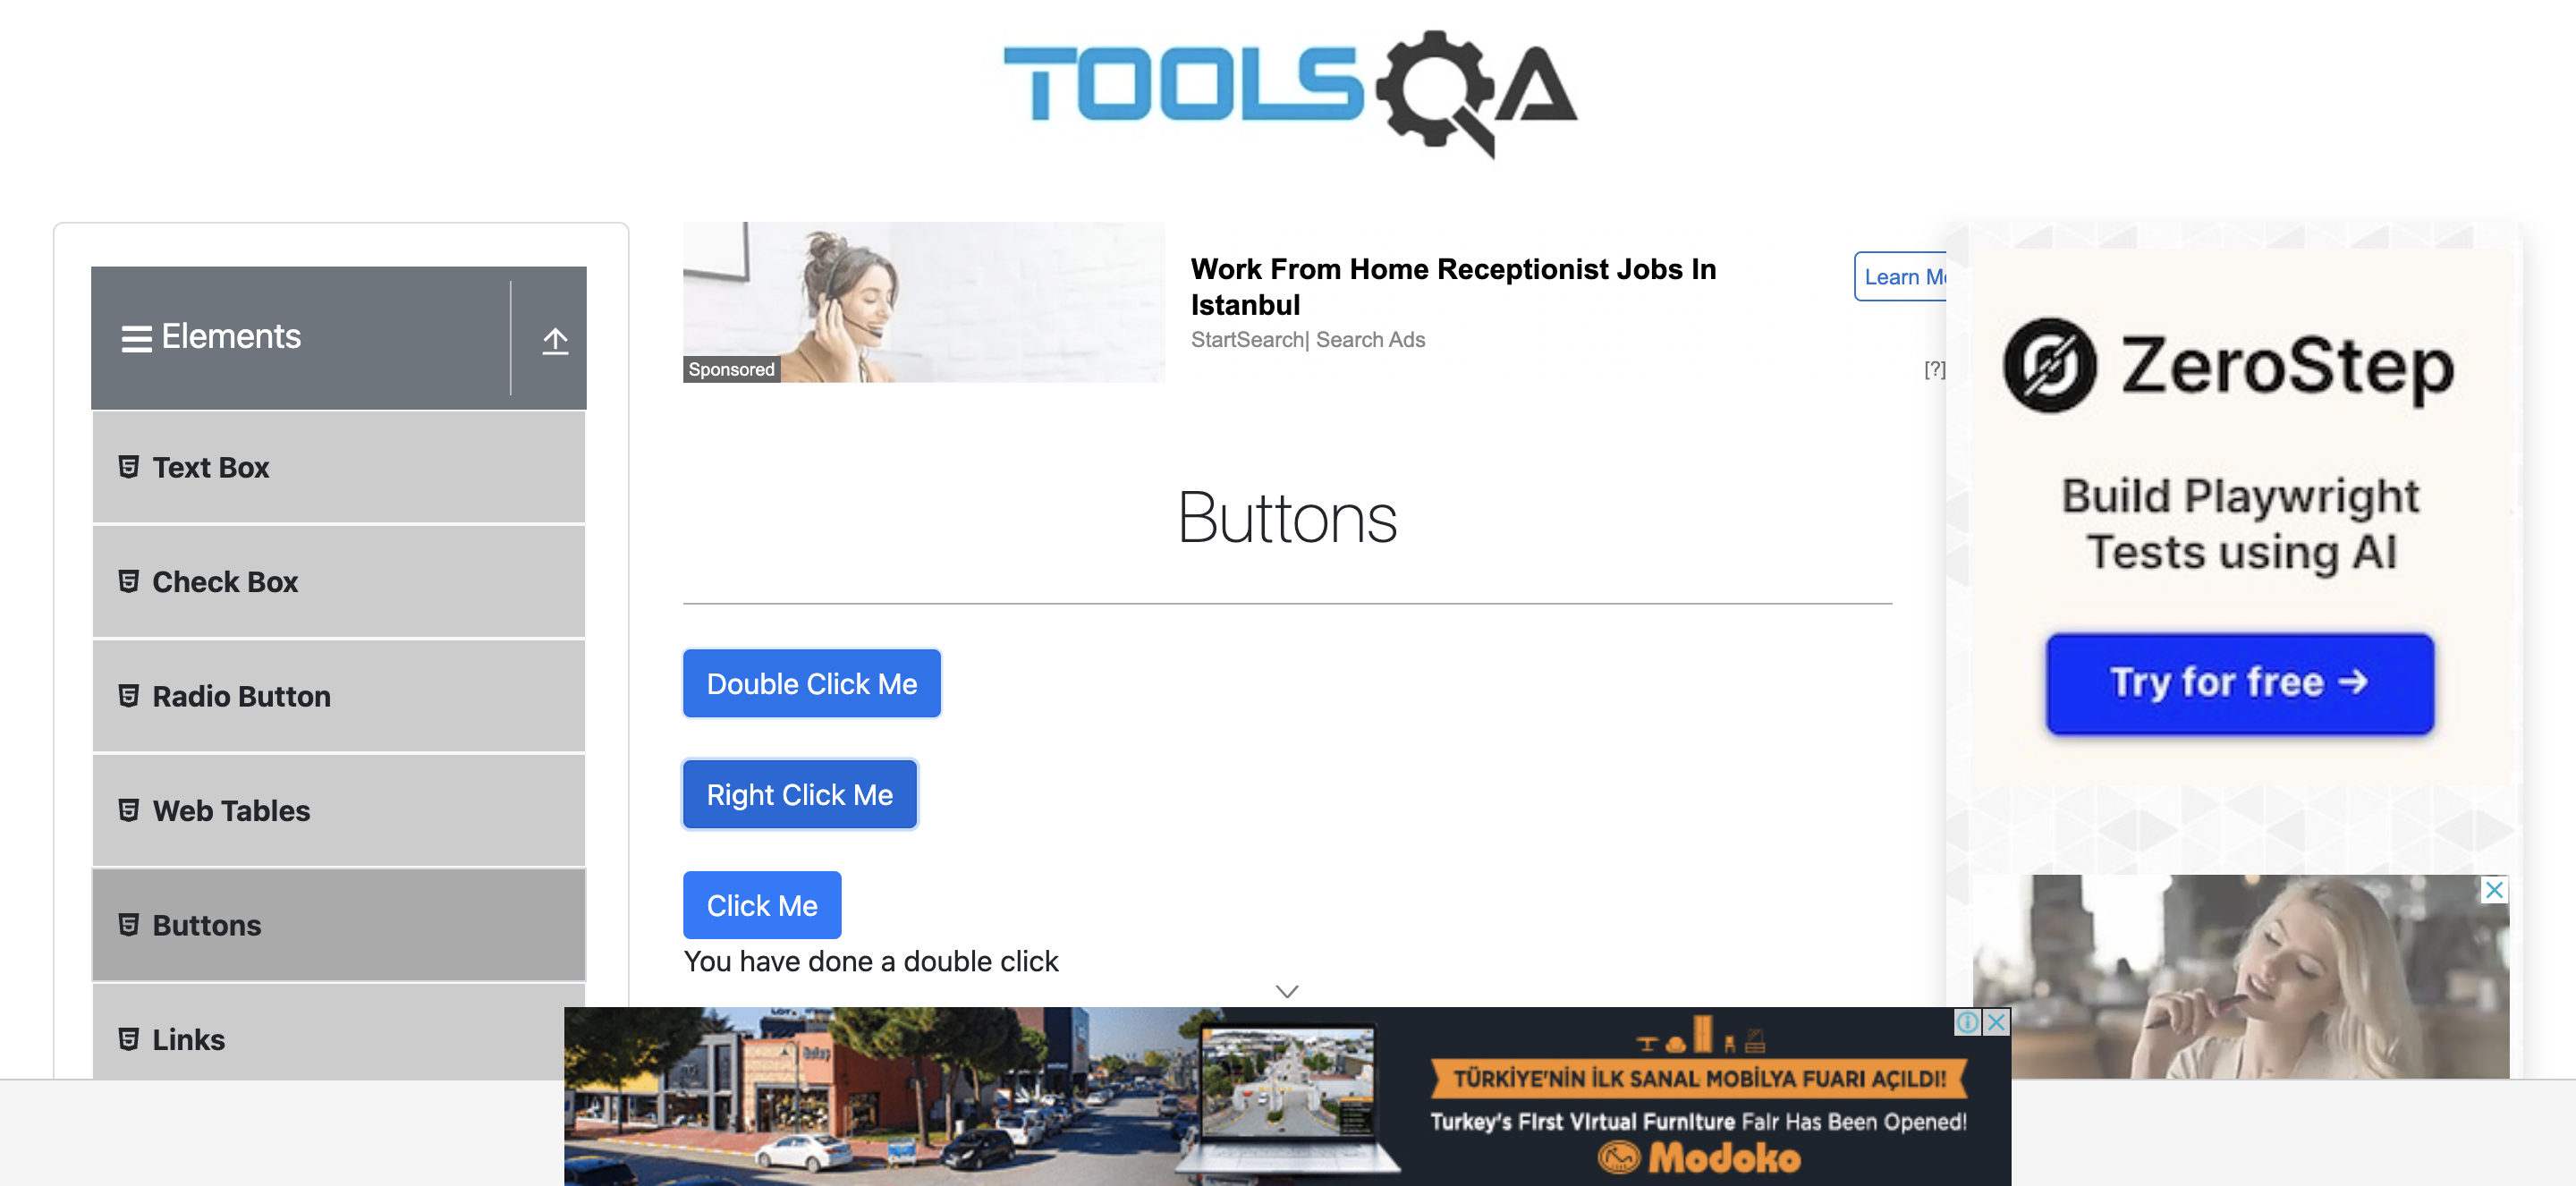 TOOLSQA
Elements
Text Box
Check Box
Radio Button
Web Tables
Buttons
Links
Sponsored
Work From Home Receptionist Jobs In
Istanbul
StartSearch| Search Ads
Learn Mo
[?]
Buttons
Double Click Me
Right Click Me
Click Me
You have done a double click
ZeroStep
Build Playwright
Tests using AI
Try for free →
TÜRKİYE'NİN İLK SANAL MOBİLYA FUARI AÇILDI!
Turkey's First Virtual Furniture Fair Has Been Opened!
Modoko